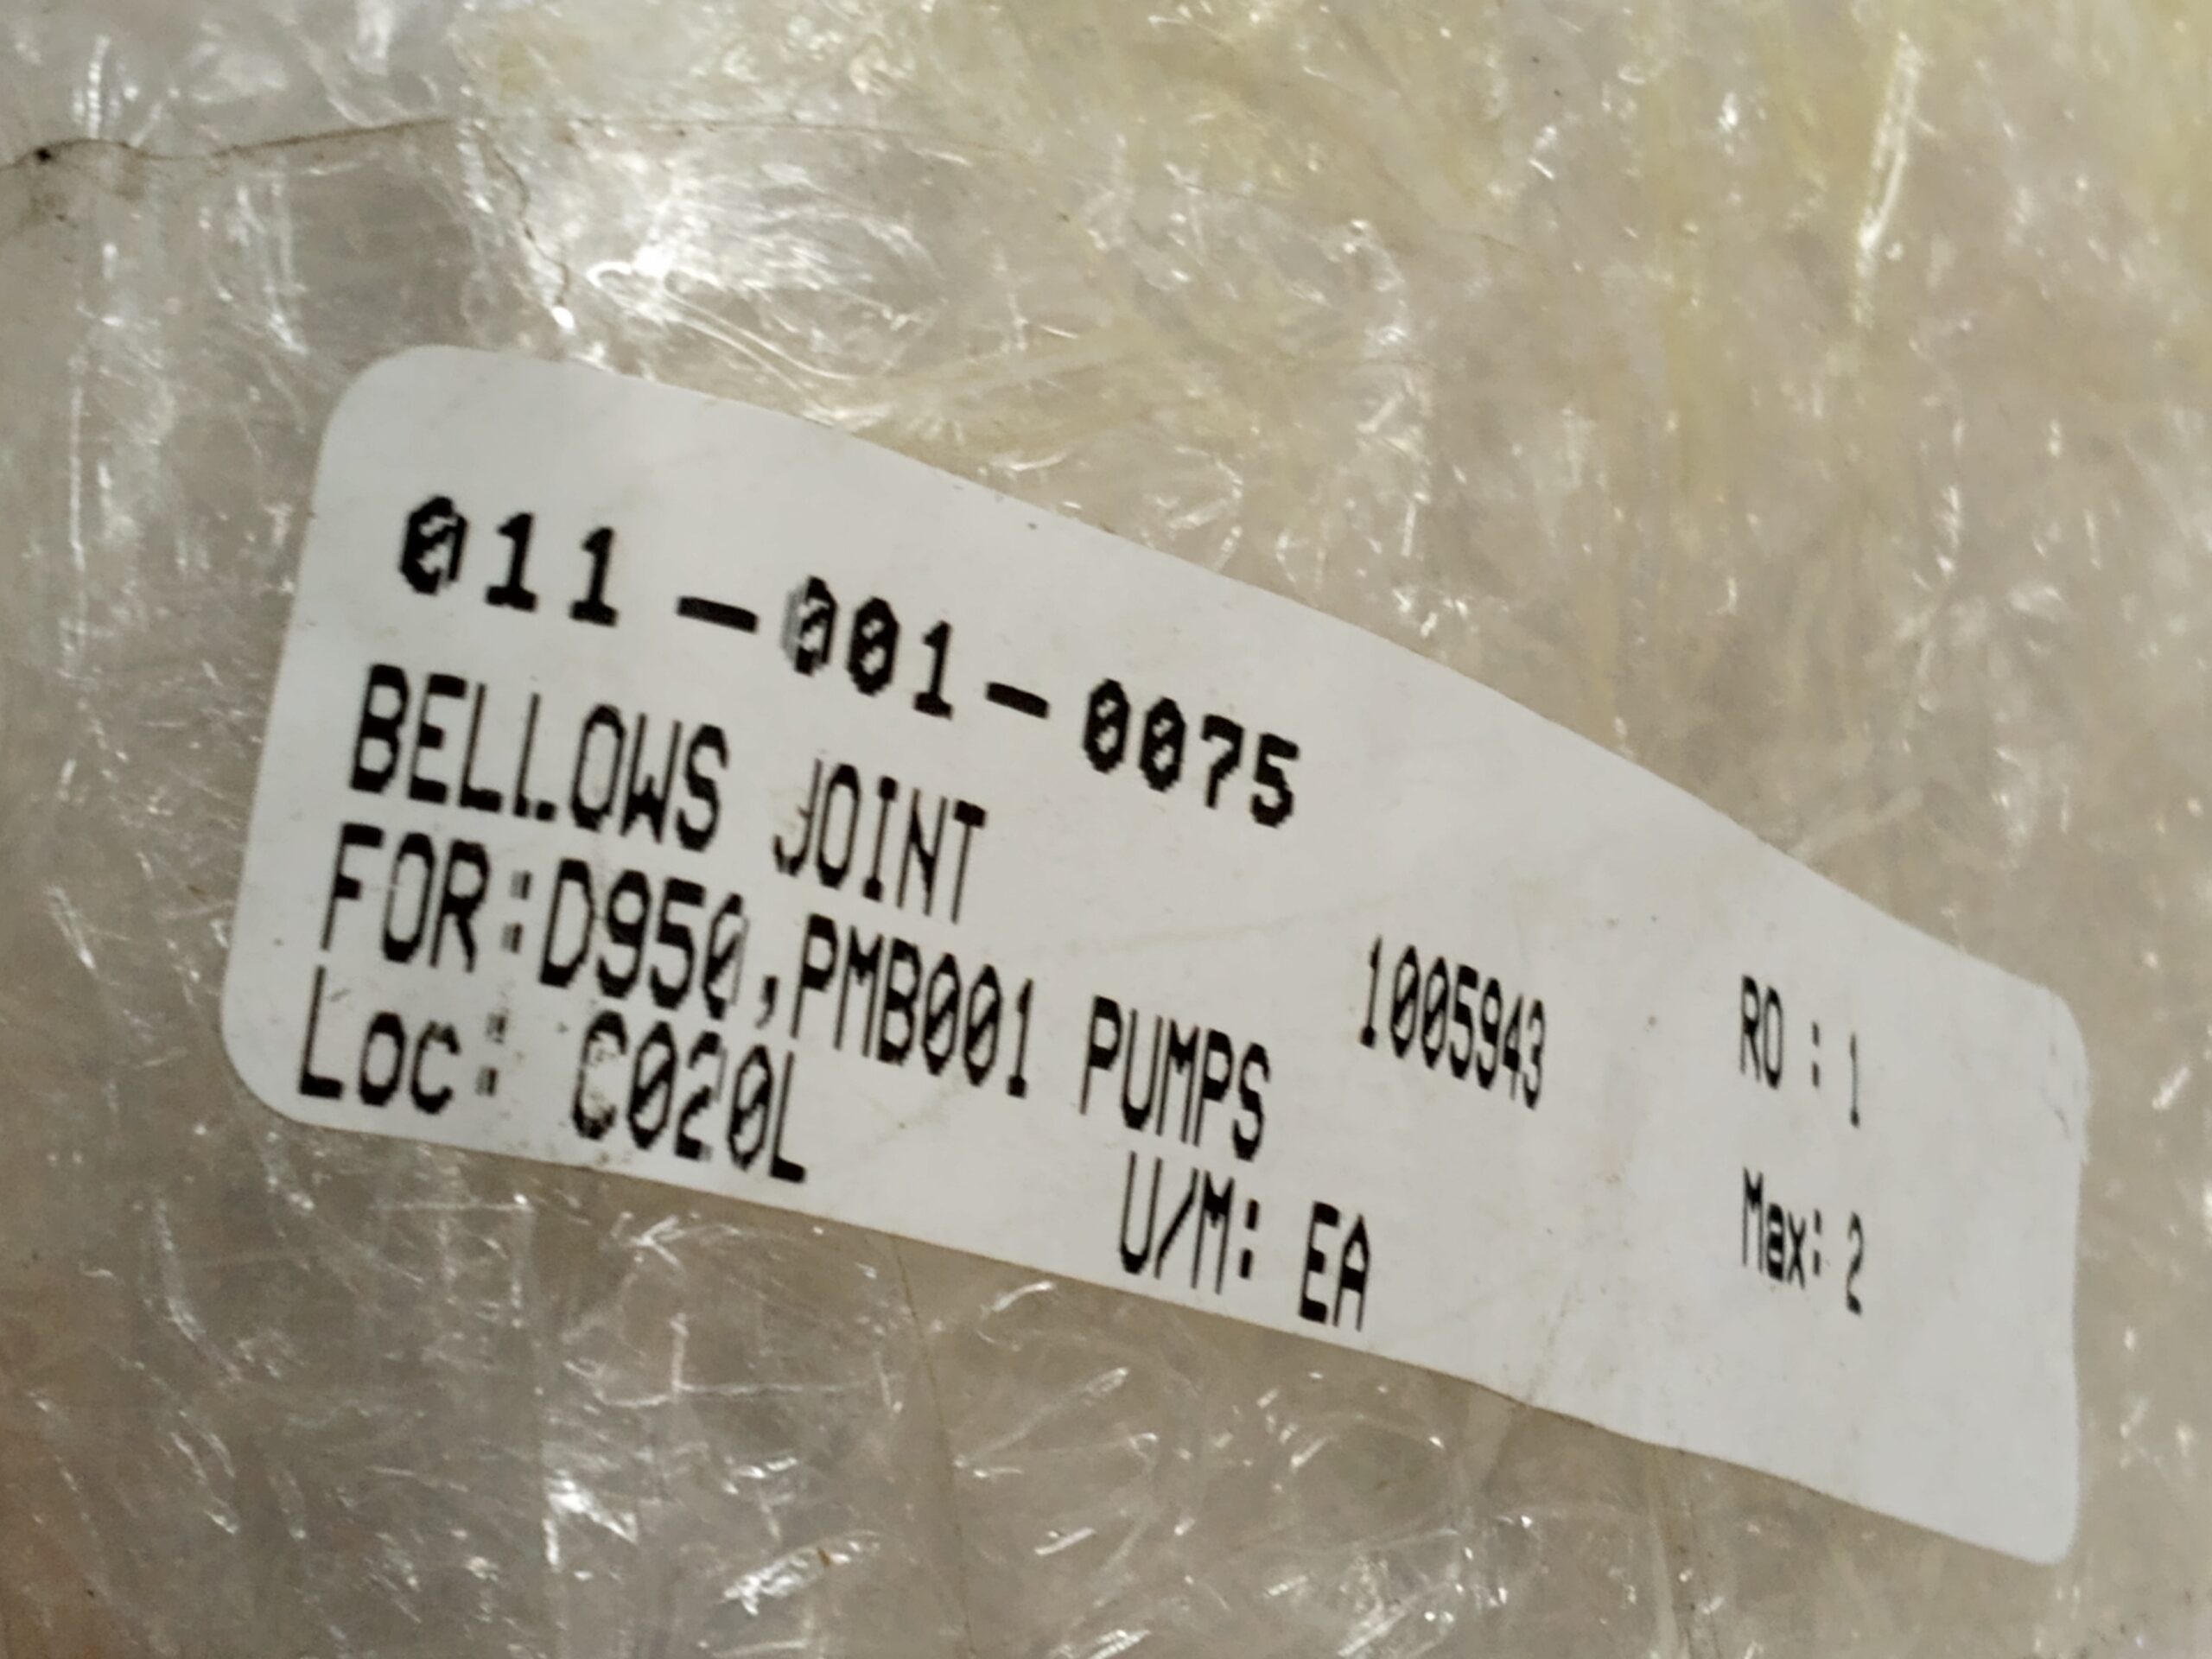 011-001-0075
BELLOWS JOINT
FOR:D950,PMB001 PUMPS 1005943 RO : 1
Loc: C020L U/M: EA Max: 2